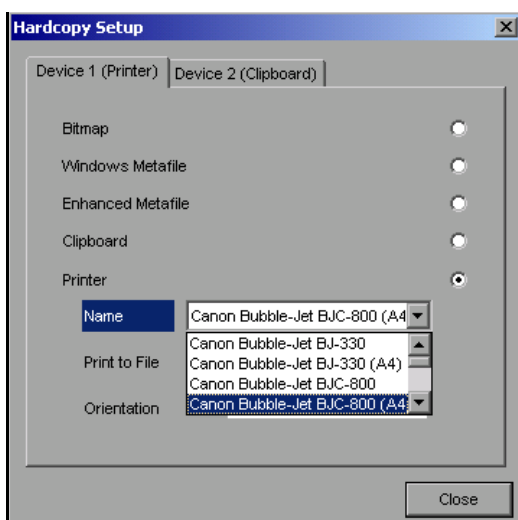 Hardcopy Setup
Device 1 (Printer) Device 2 (Clipboard)
Bitmap
Windows Metafile
Enhanced Metafile
Clipboard
Printer
Name Canon Bubble-Jet BJC-800 (A4
Canon Bubble-Jet BJ-330
Print to File Canon Bubble-Jet BJ-330 (A4)
Canon Bubble-Jet BJC-800
Orientation Canon Bubble-Jet BJC-800 (A4
Close